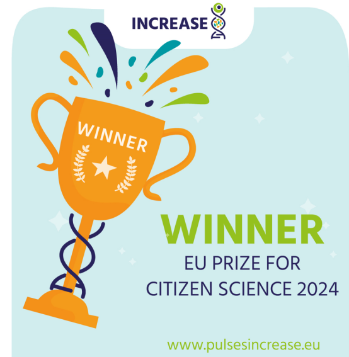 INCREASE
WINNER
WINNER
EU PRIZE FOR
CITIZEN SCIENCE 2024
www.pulsesincrease.eu